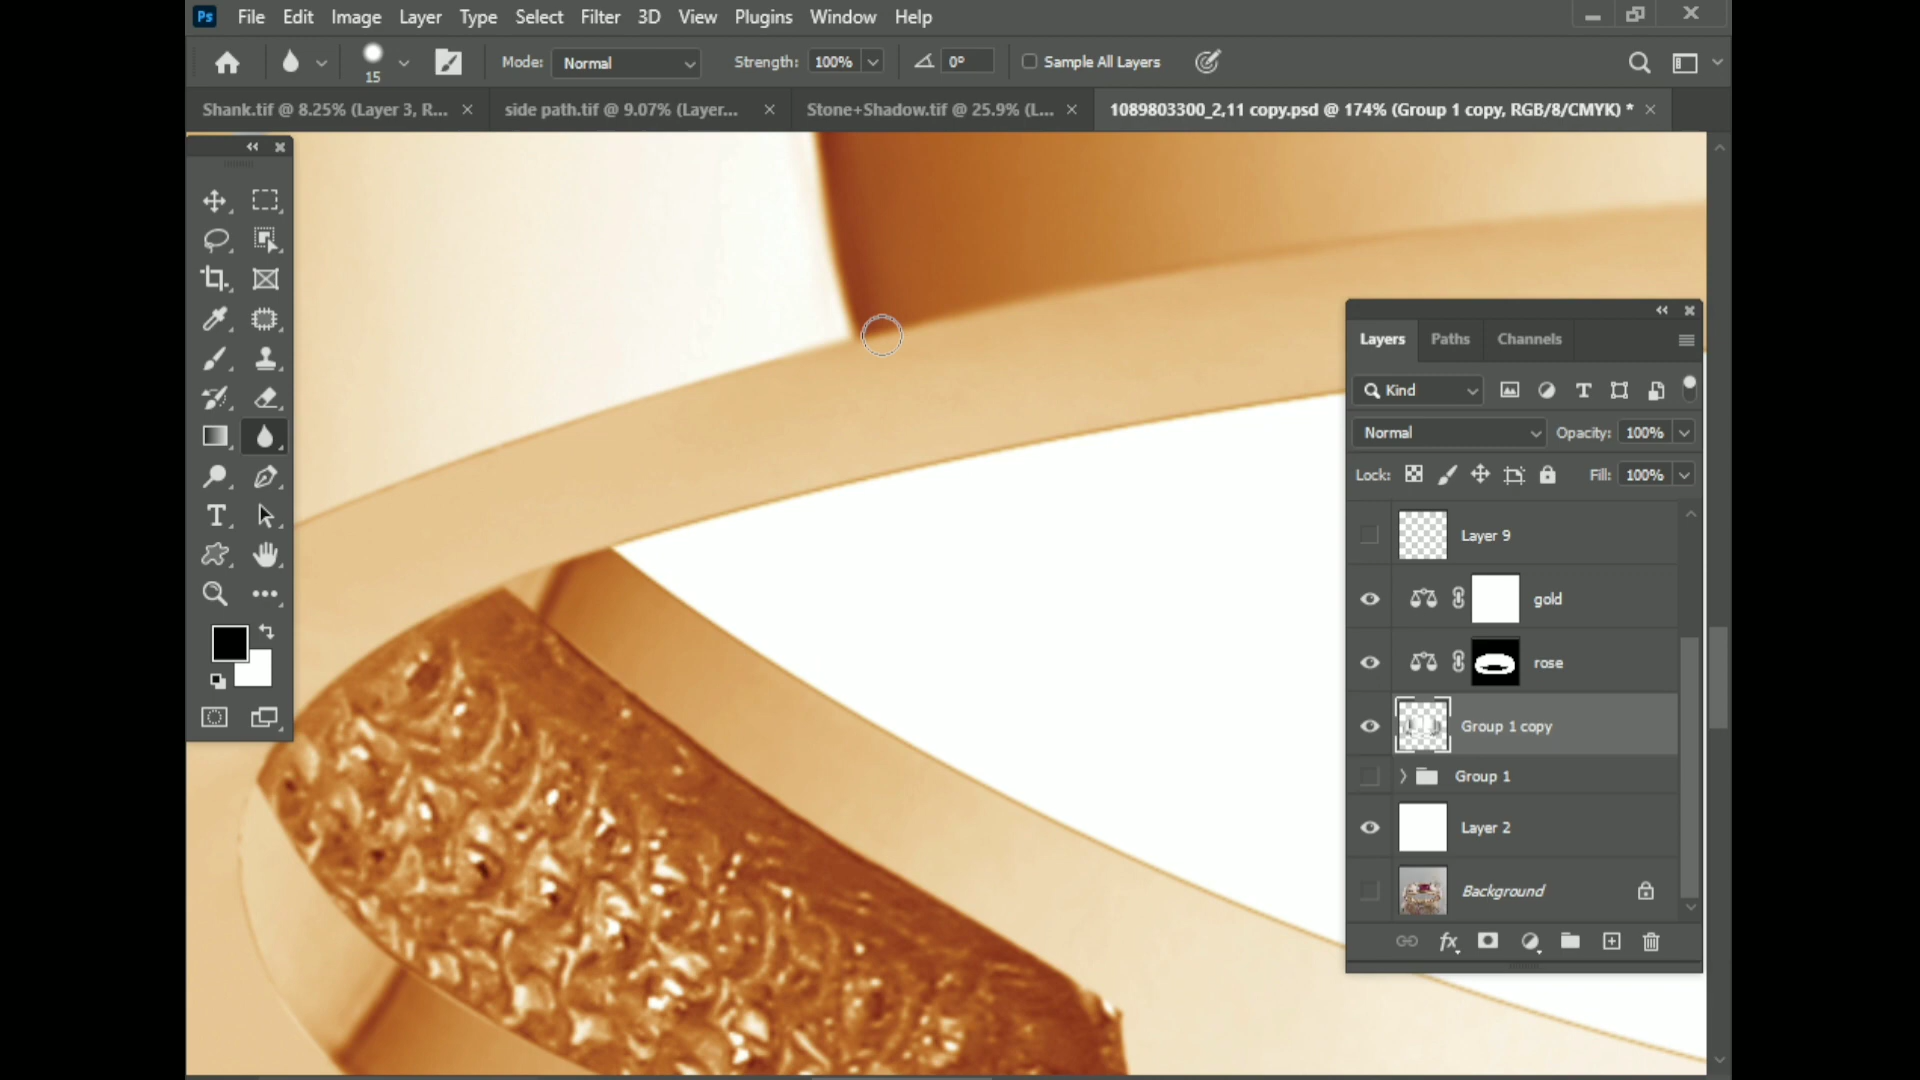 Ps File Edit Image Layer Type Select Filter 3D View Plugins Window Help
15 Mode: Normal Strength: 100% 0° Sample All Layers
Shank.tif @ 8.25% (Layer 3, R... side path.tif @ 9.07% (Layer... Stone+Shadow.tif @ 25.9% (L... 1089803300_2,11 copy.psd @ 174% (Group 1 copy, RGB/8/CMYK) *
Layers Paths Channels
Kind
Normal Opacity: 100%
Lock: Fill: 100%
Layer 9
gold
rose
Group 1 copy
Group 1
Layer 2
Background
fx